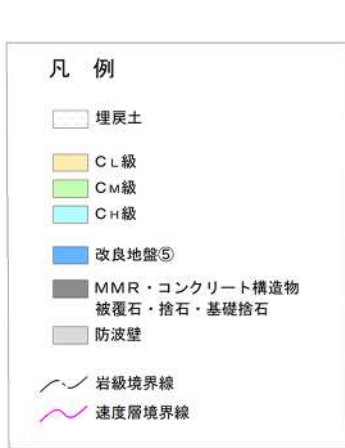 凡 例
埋戻土
CL級
CM級
CH級
改良地盤⑤
MMR・コンクリート構造物
被覆石・捨石・基礎捨石
防波壁
岩級境界線
速度層境界線